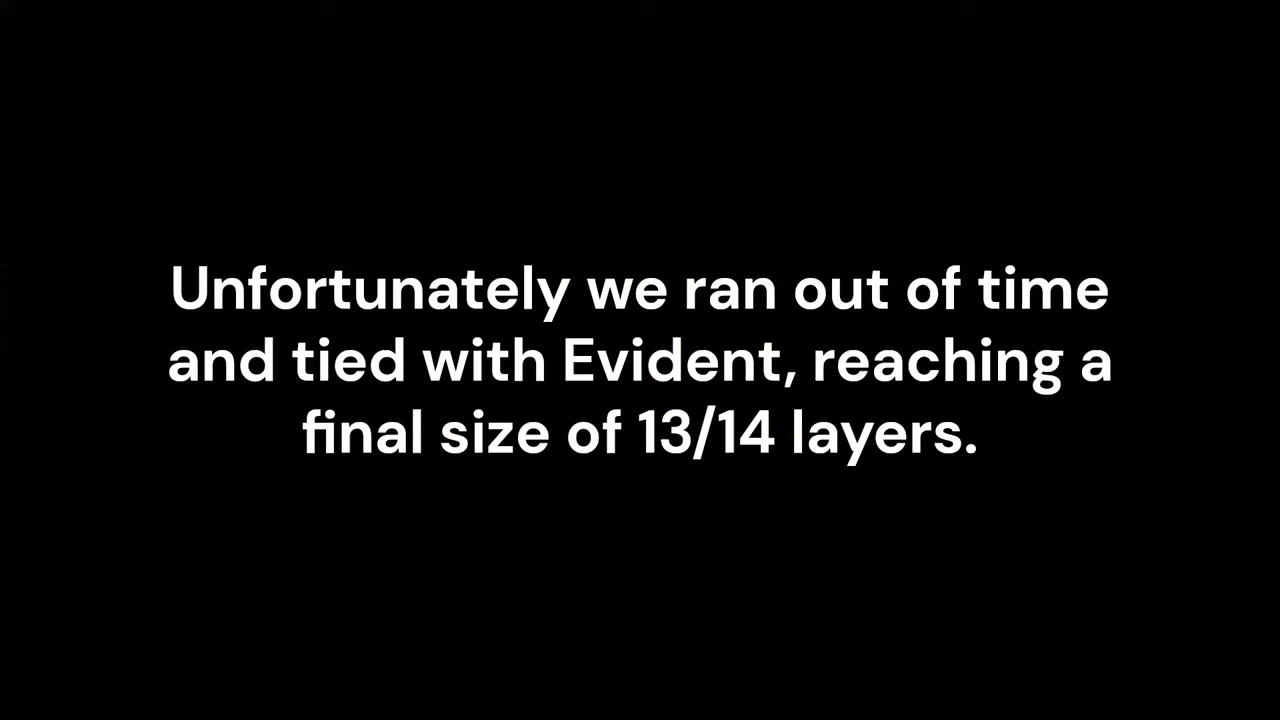 Unfortunately we ran out of time
and tied with Evident, reaching a
final size of 13/14 layers.